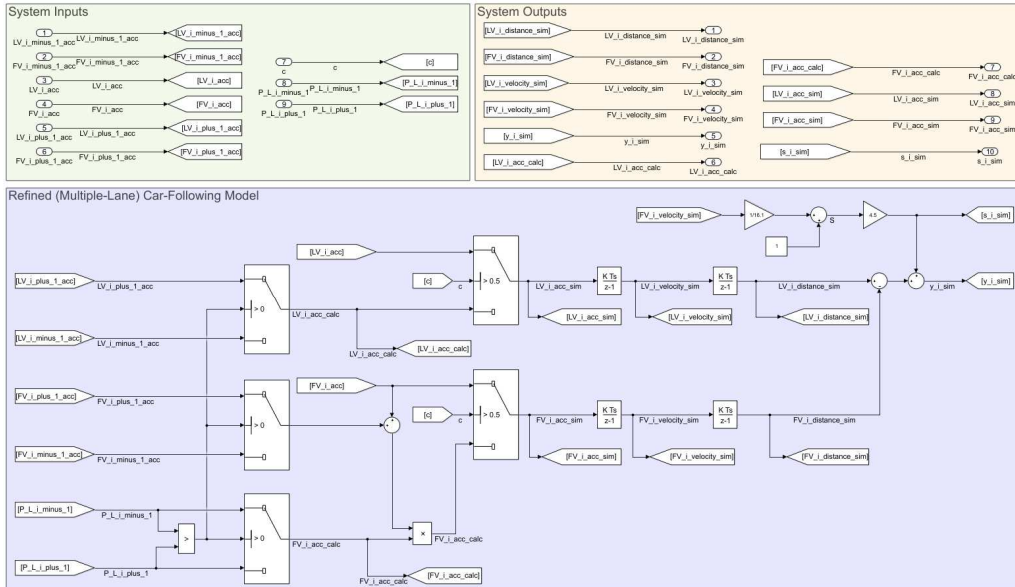 System Inputs
1
LV_i_minus_1_acc
LV_i_minus_1_acc
[LV_i_minus_1_acc]
2
FV_i_minus_1_acc
FV_i_minus_1_acc
[FV_i_minus_1_acc]
3
LV_i_acc
LV_i_acc
[LV_i_acc]
4
FV_i_acc
FV_i_acc
[FV_i_acc]
5
LV_i_plus_1_acc
LV_i_plus_1_acc
[LV_i_plus_1_acc]
6
FV_i_plus_1_acc
FV_i_plus_1_acc
[FV_i_plus_1_acc]
7
c
c
[c]
8
P_L_i_minus_1
P_L_i_minus_1
[P_L_i_minus_1]
9
P_L_i_plus_1
P_L_i_plus_1
[P_L_i_plus_1]
System Outputs
[LV_i_distance_sim]
LV_i_distance_sim
1
LV_i_distance_sim
[FV_i_distance_sim]
FV_i_distance_sim
2
FV_i_distance_sim
[LV_i_velocity_sim]
LV_i_velocity_sim
3
LV_i_velocity_sim
[FV_i_velocity_sim]
FV_i_velocity_sim
4
FV_i_velocity_sim
[y_i_sim]
y_i_sim
5
y_i_sim
[LV_i_acc_calc]
LV_i_acc_calc
6
LV_i_acc_calc
[FV_i_acc_calc]
FV_i_acc_calc
7
FV_i_acc_calc
[LV_i_acc_sim]
LV_i_acc_sim
8
LV_i_acc_sim
[FV_i_acc_sim]
FV_i_acc_sim
9
FV_i_acc_sim
[s_i_sim]
s_i_sim
10
s_i_sim
Refined (Multiple-Lane) Car-Following Model
[FV_i_velocity_sim]
1/16.1
S
4.5
[s_i_sim]
1
[LV_i_acc]
[LV_i_plus_1_acc]
LV_i_plus_1_acc
[c]
c
> 0.5
LV_i_acc_sim
K Ts
z-1
LV_i_velocity_sim
K Ts
z-1
LV_i_distance_sim
y_i_sim
[y_i_sim]
> 0
LV_i_acc_calc
[LV_i_acc_sim]
[LV_i_velocity_sim]
[LV_i_distance_sim]
[LV_i_minus_1_acc]
LV_i_minus_1_acc
LV_i_acc_calc
[LV_i_acc_calc]
[FV_i_acc]
[FV_i_plus_1_acc]
FV_i_plus_1_acc
[c]
c
> 0.5
FV_i_acc_sim
K Ts
z-1
FV_i_velocity_sim
K Ts
z-1
FV_i_distance_sim
> 0
[FV_i_minus_1_acc]
FV_i_minus_1_acc
[FV_i_acc_sim]
[FV_i_velocity_sim]
[FV_i_distance_sim]
[P_L_i_minus_1]
P_L_i_minus_1
>
> 0
FV_i_acc_calc
×
FV_i_acc_calc
[P_L_i_plus_1]
P_L_i_plus_1
FV_i_acc_calc
[FV_i_acc_calc]